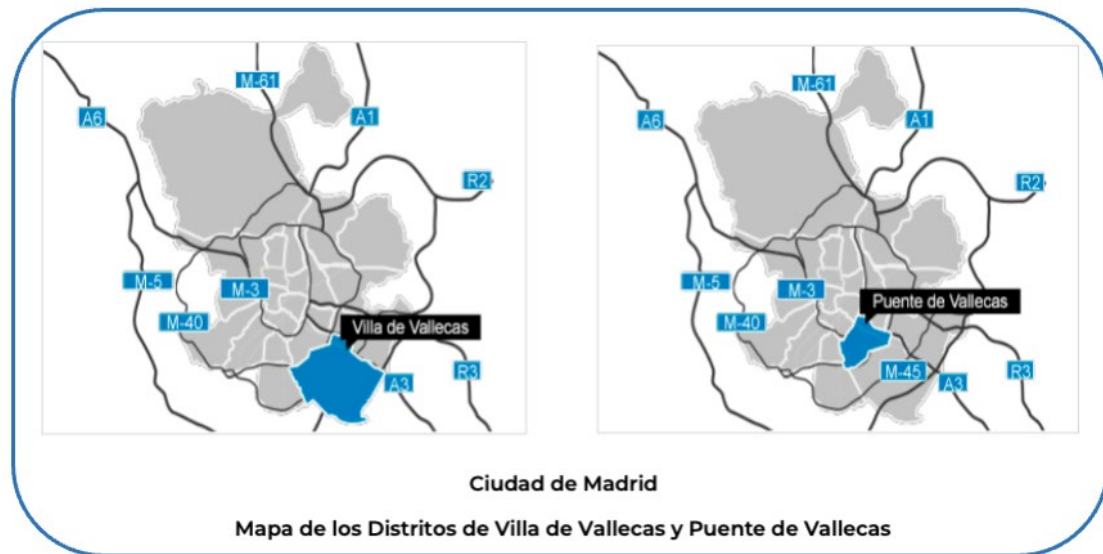 M-61
A6
A1
R2
M-5
M-3
M-40
Villa de Vallecas
A3
R3
M-61
A6
A1
R2
M-5
M-3
Puente de Vallecas
M-40
M-45
A3
R3
Ciudad de Madrid
Mapa de los Distritos de Villa de Vallecas y Puente de Vallecas